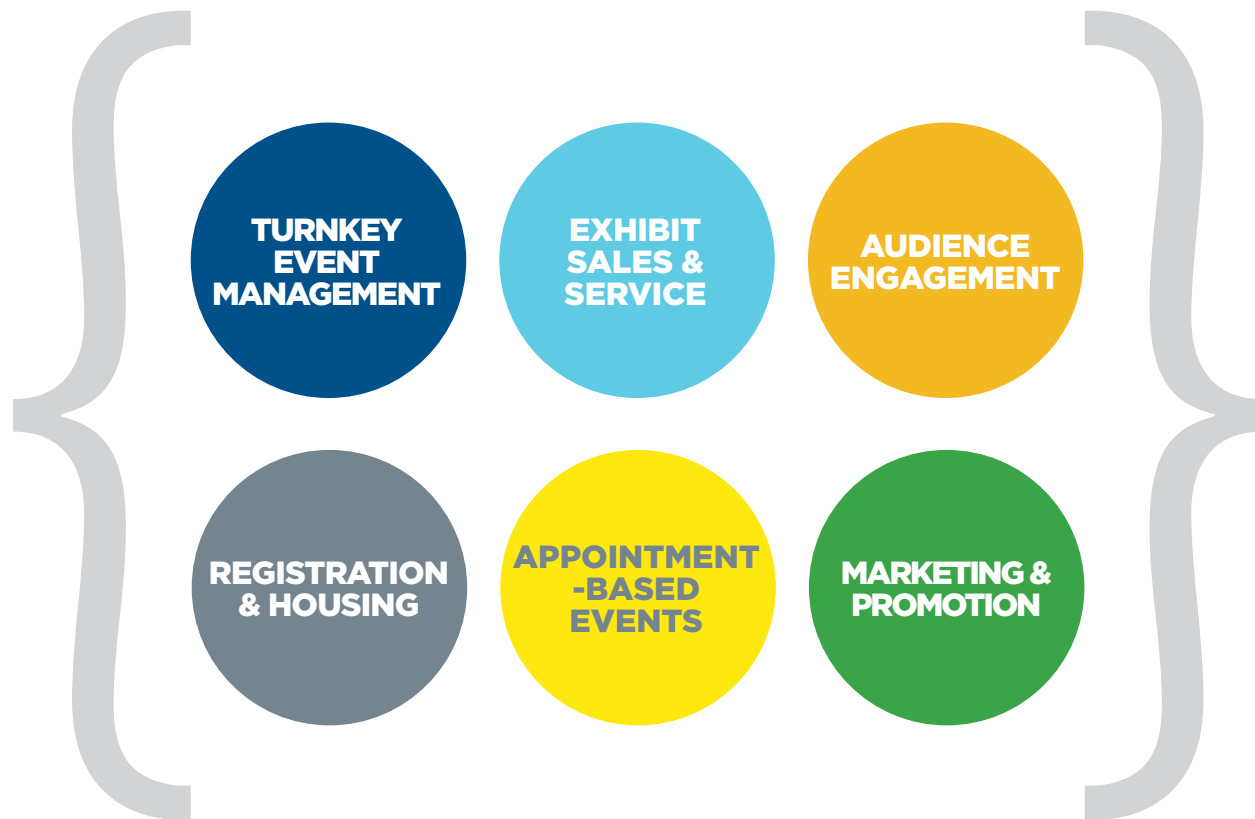 TURNKEY
EVENT
MANAGEMENT
EXHIBIT
SALES &
SERVICE
AUDIENCE
ENGAGEMENT
REGISTRATION
& HOUSING
APPOINTMENT
-BASED
EVENTS
MARKETING &
PROMOTION